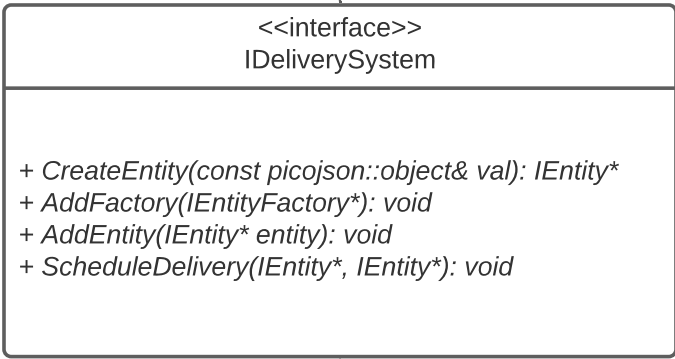 <<interface>>
IDeliverySystem
+ CreateEntity(const picojson::object& val): IEntity*
+ AddFactory(IEntityFactory*): void
+ AddEntity(IEntity* entity): void
+ ScheduleDelivery(IEntity*, IEntity*): void